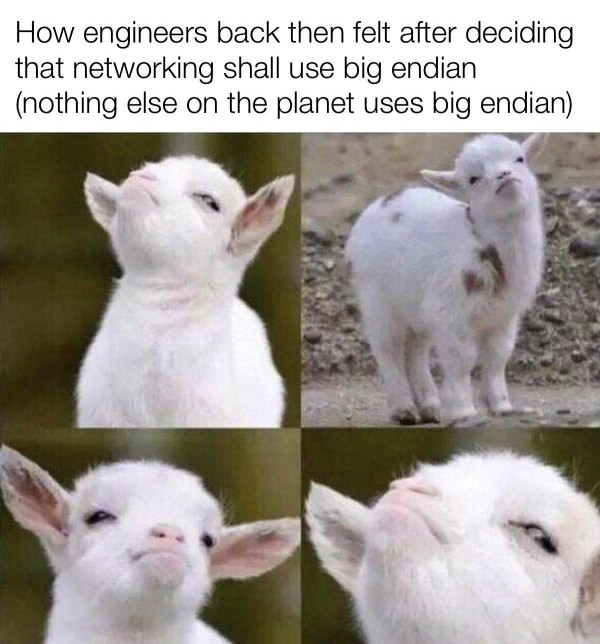 How engineers back then felt after deciding
that networking shall use big endian
(nothing else on the planet uses big endian)